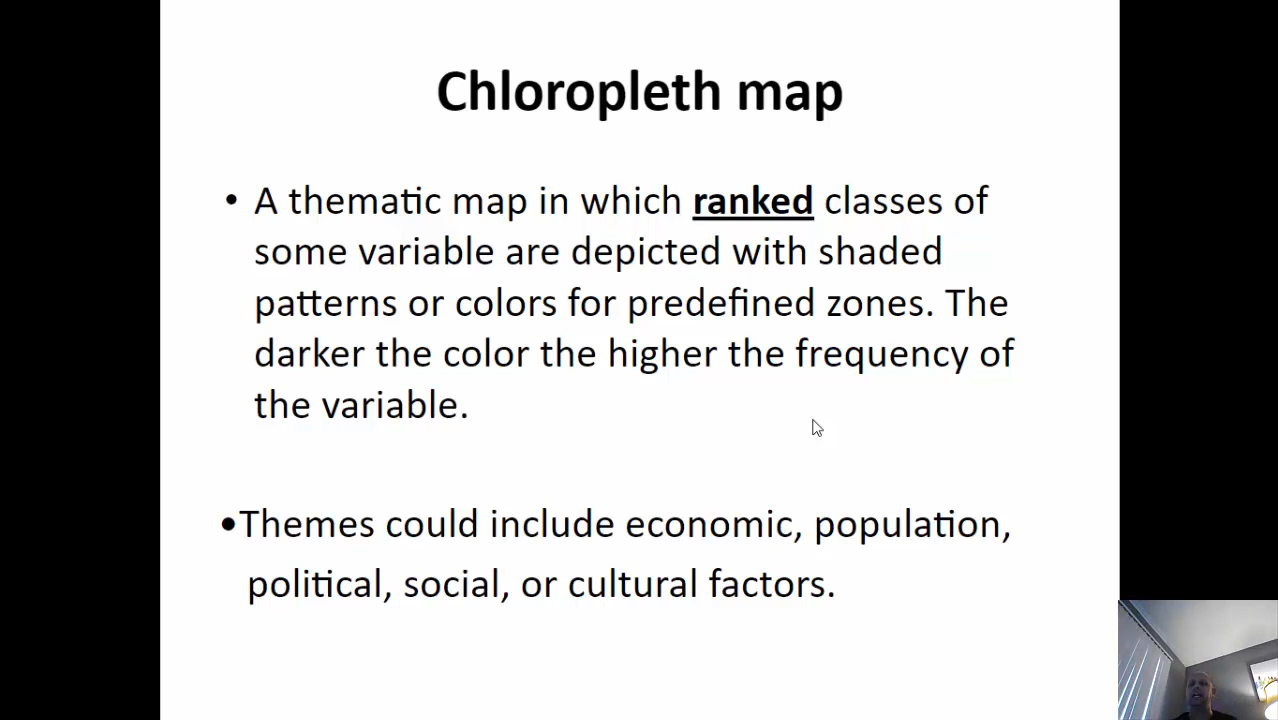 Chloropleth map
• A thematic map in which ranked classes of
some variable are depicted with shaded
patterns or colors for predefined zones. The
darker the color the higher the frequency of
the variable.
•Themes could include economic, population,
political, social, or cultural factors.